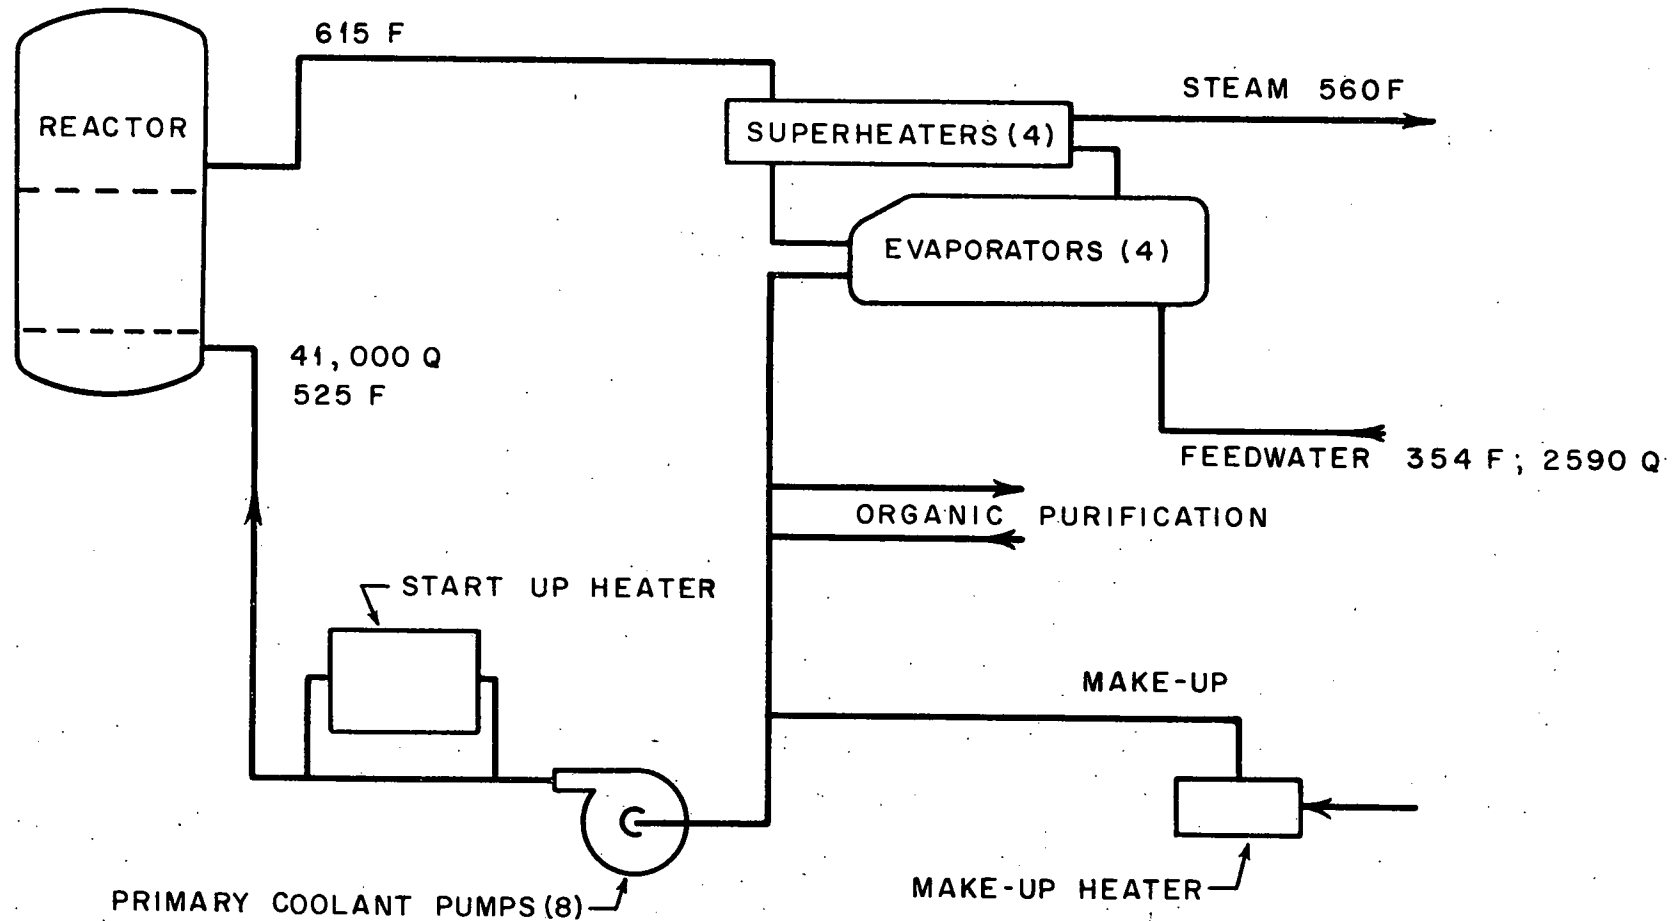 615 F
STEAM 560F
REACTOR
SUPERHEATERS (4)
EVAPORATORS (4)
41,000 Q
525 F
FEEDWATER 354 F; 2590 Q
ORGANIC PURIFICATION
START UP HEATER
MAKE-UP
MAKE-UP HEATER
PRIMARY COOLANT PUMPS (8)